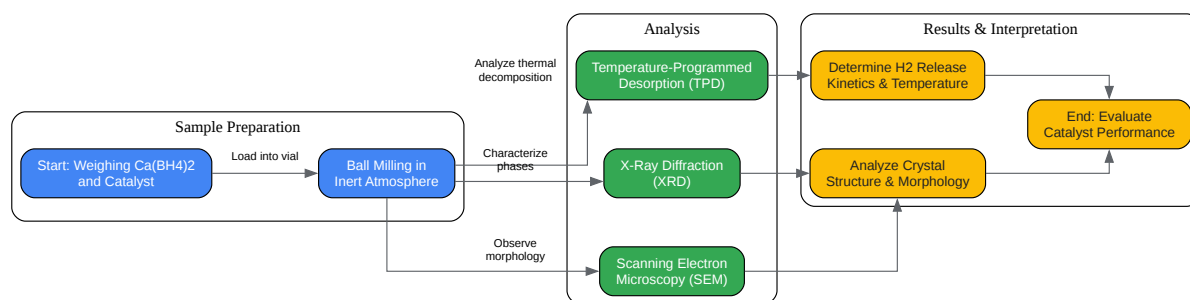 Sample Preparation
Start: Weighing Ca(BH4)2
and Catalyst
Load into vial
Ball Milling in
Inert Atmosphere
Analyze thermal
decomposition
Characterize
phases
Observe
morphology
Analysis
Temperature-Programmed
Desorption (TPD)
X-Ray Diffraction
(XRD)
Scanning Electron
Microscopy (SEM)
Results & Interpretation
Determine H2 Release
Kinetics & Temperature
Analyze Crystal
Structure & Morphology
End: Evaluate
Catalyst Performance